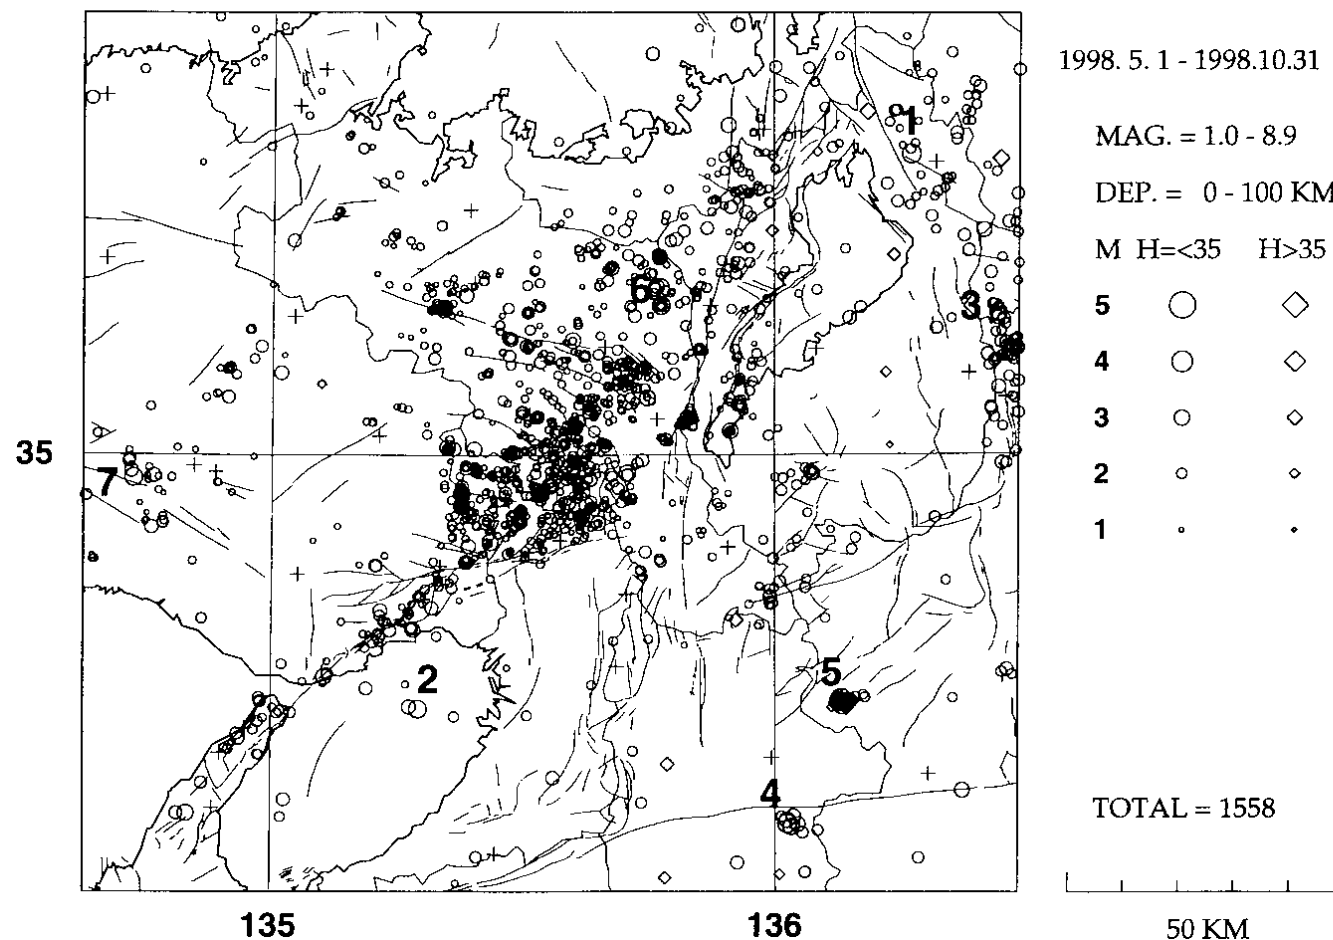 1998. 5. 1 - 1998.10.31
MAG. = 1.0 - 8.9
DEP. = 0 - 100 KM
M H=<35 H>35
5
4
3
2
1
TOTAL = 1558
50 KM
1
6
3
35
7
2
5
4
135 136